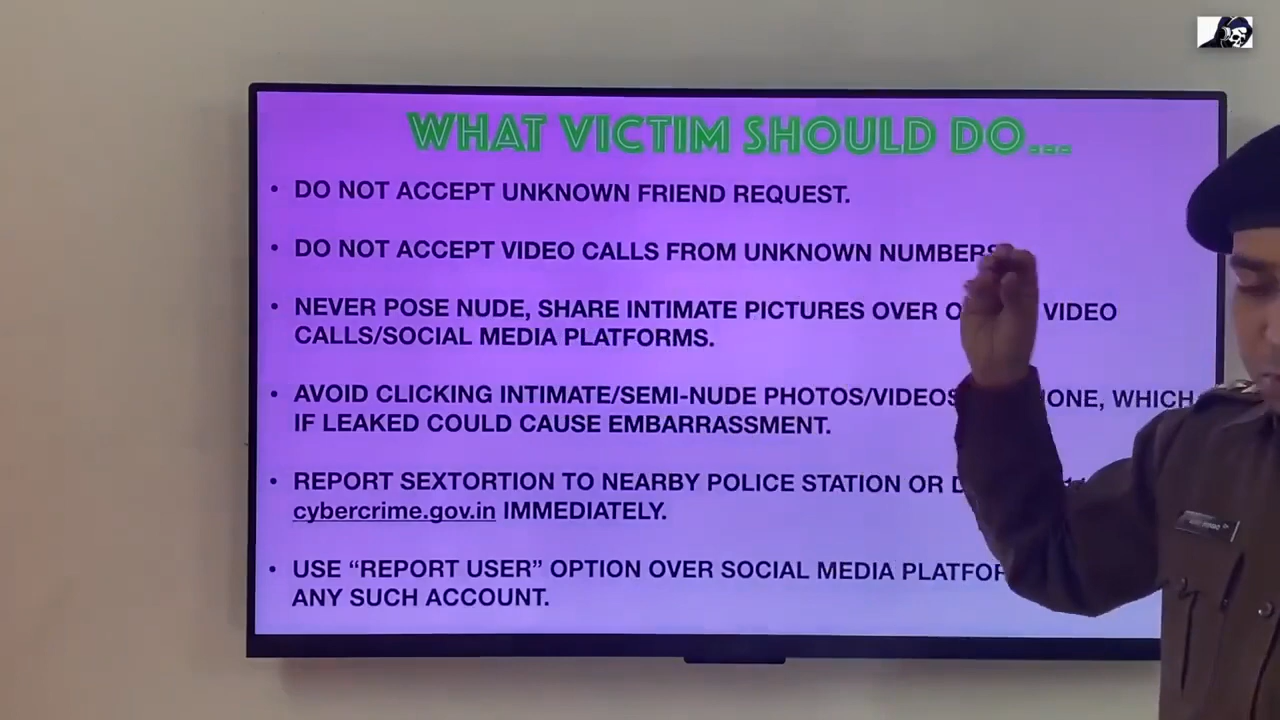 WHAT VICTIM SHOULD DO...
• DO NOT ACCEPT UNKNOWN FRIEND REQUEST.
• DO NOT ACCEPT VIDEO CALLS FROM UNKNOWN NUMBERS
• NEVER POSE NUDE, SHARE INTIMATE PICTURES OVER VIDEO
CALLS/SOCIAL MEDIA PLATFORMS.
• AVOID CLICKING INTIMATE/SEMI-NUDE PHOTOS/VIDEOS WHICH
IF LEAKED COULD CAUSE EMBARRASSMENT.
• REPORT SEXTORTION TO NEARBY POLICE STATION OR
cybercrime.gov.in IMMEDIATELY.
• USE “REPORT USER” OPTION OVER SOCIAL MEDIA
ANY SUCH ACCOUNT.